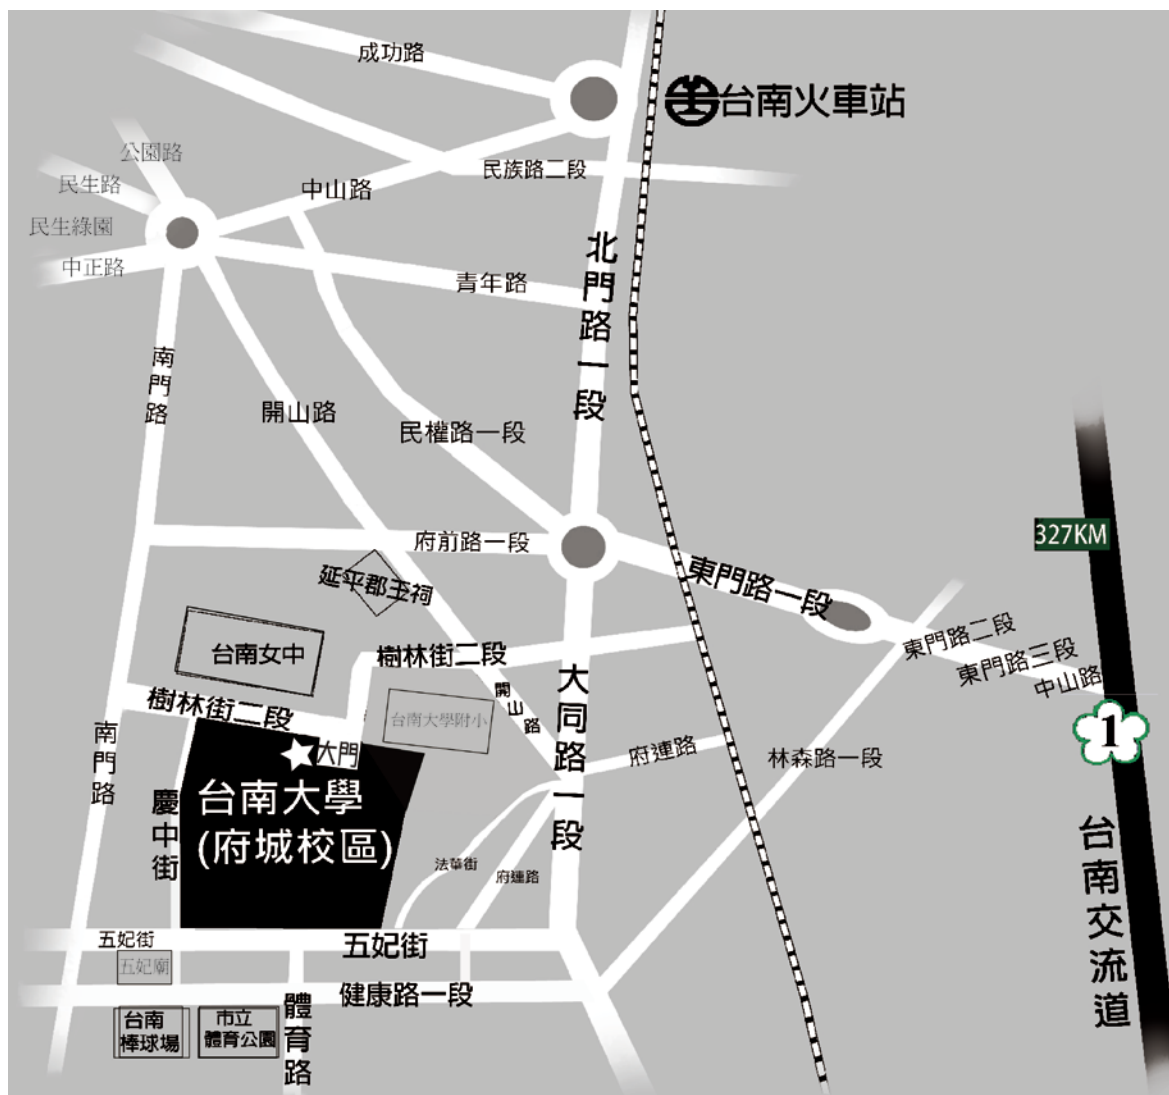 成功路
台南火車站
公園路
民族路二段
民生路
中山路
民生綠園
中正路
青年路
北門路一段
南門路
開山路
民權路一段
327KM
府前路一段
東門路一段
延平郡王祠
台南女中
樹林街二段
東門路二段
東門路三段
中山路
樹林街二段
開山路
台南大學附小
大同路一段
南門路
大門
府連路
林森路一段
1
台南大學
(府城校區)
慶中街
台南交流道
法華街
府連路
五妃街
五妃街
五妃廟
健康路一段
體育路
台南
棒球場
市立
體育公園